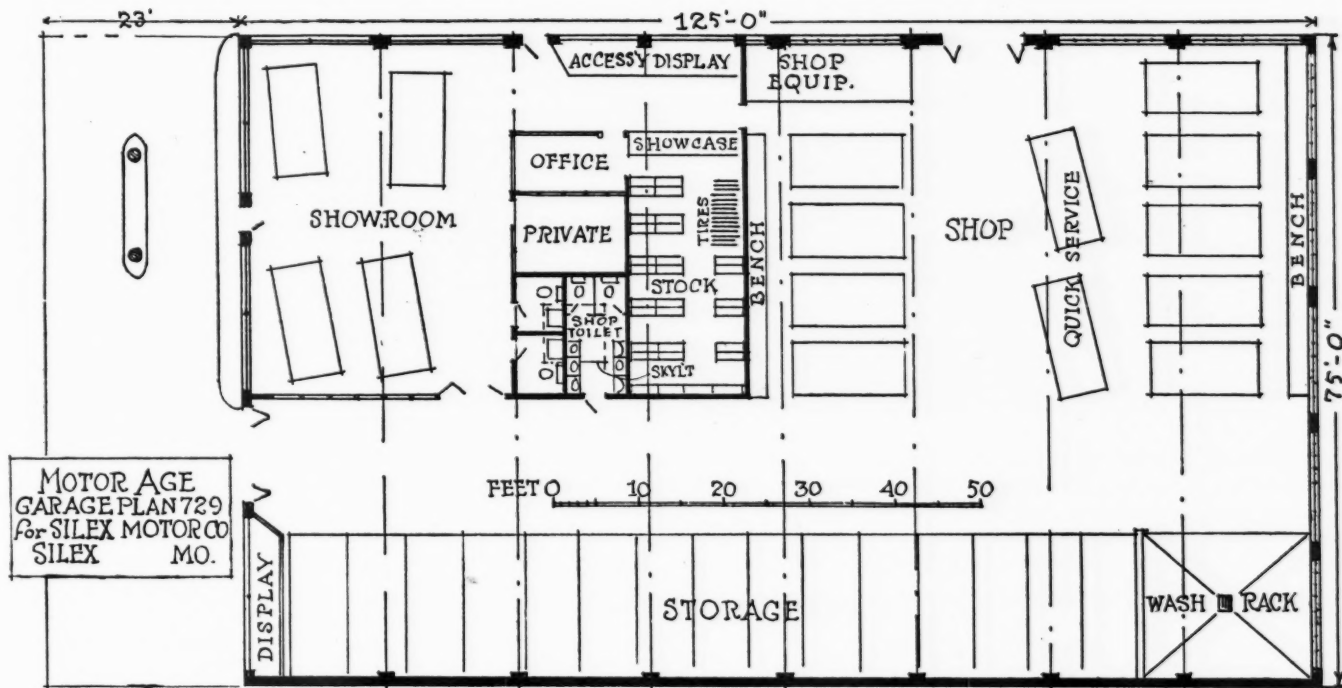 23'
125'-0"
ACCESSY DISPLAY
SHOP
EQUIP.
SHOWCASE
OFFICE
TIRES
SHOWROOM
PRIVATE
BENCH
SHOP
QUICK SERVICE
BENCH
STOCK
SHOP
TOILET
SKYLT
75'-0"
MOTOR AGE
GARAGE PLAN 729
for SILEX MOTOR CO
SILEX MO.
FEET 0 10 20 30 40 50
DISPLAY
STORAGE
WASH RACK